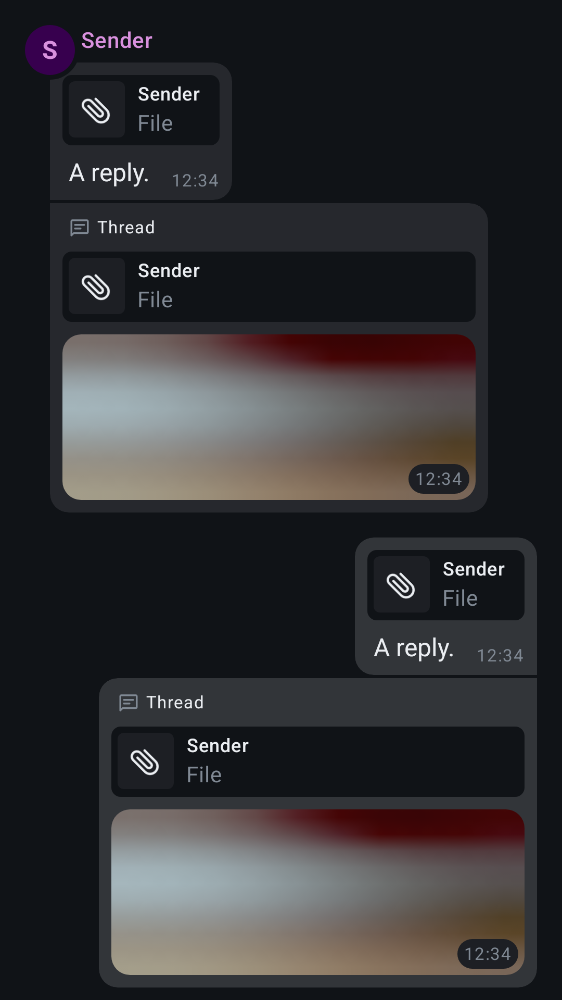 S
Sender
Sender
File
A reply.
12:34
Thread
Sender
File
12:34
Sender
File
A reply.
12:34
Thread
Sender
File
12:34